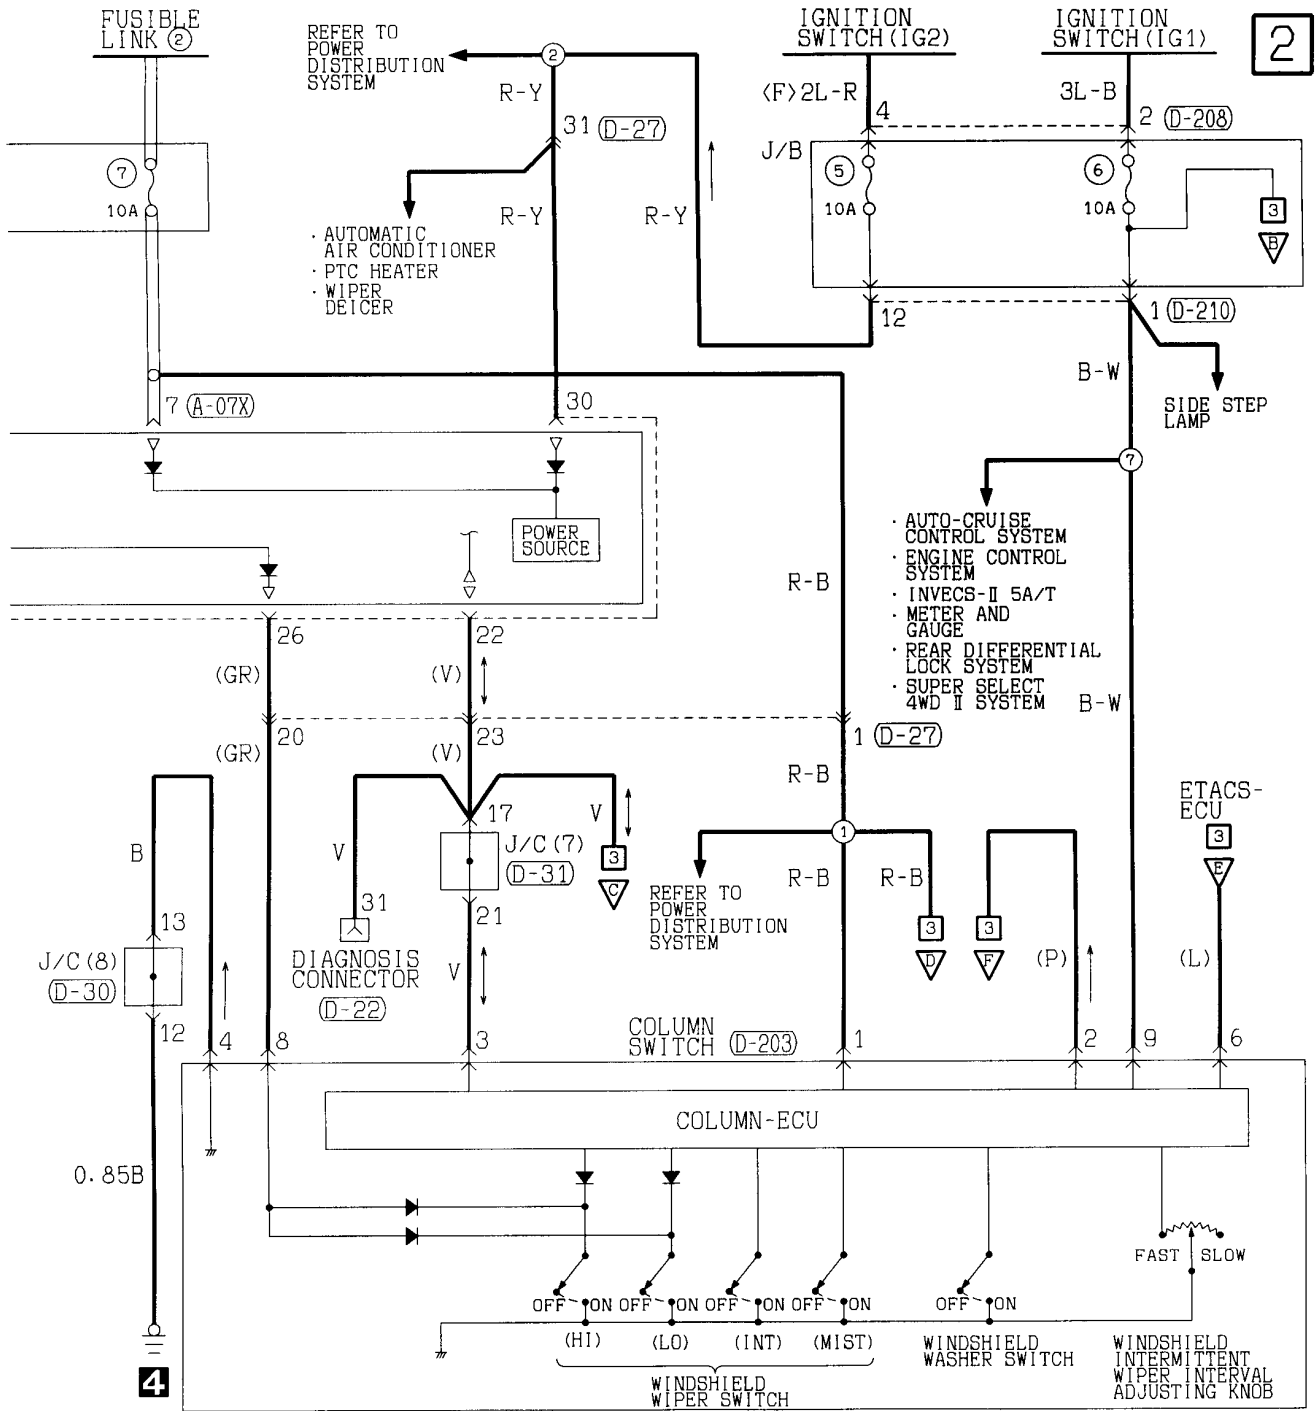 FUSIBLE
LINK ②
REFER TO
POWER
DISTRIBUTION
SYSTEM
②
IGNITION
SWITCH(IG2)
IGNITION
SWITCH(IG1)
2
R-Y
⟨F⟩2L-R
3L-B
31 (D-27)
4
2 (D-208)
J/B
⑦
10A
⑤
10A
⑥
10A
3
B
R-Y
R-Y
· AUTOMATIC
AIR CONDITIONER
· PTC HEATER
· WIPER
DEICER
12
1 (D-210)
B-W
SIDE STEP
LAMP
7 (A-07X)
30
⑦
POWER
SOURCE
· AUTO-CRUISE
CONTROL SYSTEM
· ENGINE CONTROL
SYSTEM
· INVECS-Ⅱ 5A/T
· METER AND
GAUGE
· REAR DIFFERENTIAL
LOCK SYSTEM
· SUPER SELECT
4WD Ⅱ SYSTEM
R-B
B-W
26
22
(GR)
(V)
20
23
1 (D-27)
(GR)
(V)
R-B
ETACS-
ECU
3
E
17
J/C(7)
(D-31)
V
V
3
C
①
B
R-B
R-B
REFER TO
POWER
DISTRIBUTION
SYSTEM
3
D
3
F
31
21
13
J/C(8)
(D-30)
DIAGNOSIS
CONNECTOR
(D-22)
V
(P)
(L)
12
4
8
3
COLUMN
SWITCH (D-203)
1
2
9
6
COLUMN-ECU
0.85B
FAST SLOW
OFF ON OFF ON OFF ON OFF ON
OFF ON
(HI) (LO) (INT) (MIST)
WINDSHIELD
WIPER SWITCH
WINDSHIELD
WASHER SWITCH
WINDSHIELD
INTERMITTENT
WIPER INTERVAL
ADJUSTING KNOB
4